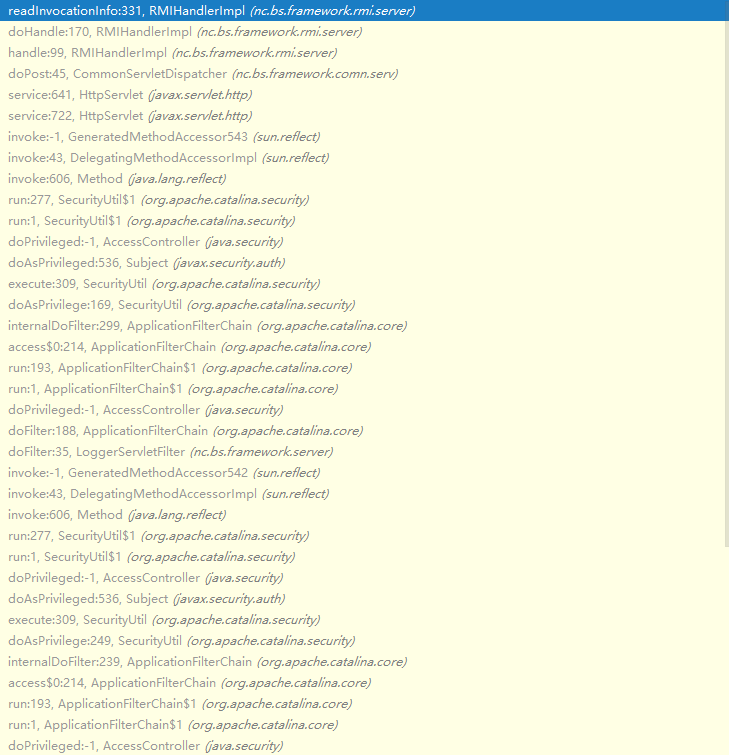 readInvocationInfo:331, RMIHandlerImpl (nc.bs.framework.rmi.server)
doHandle:170, RMIHandlerImpl (nc.bs.framework.rmi.server)
handle:99, RMIHandlerImpl (nc.bs.framework.rmi.server)
doPost:45, CommonServletDispatcher (nc.bs.framework.comn.serv)
service:641, HttpServlet (javax.servlet.http)
service:722, HttpServlet (javax.servlet.http)
invoke:-1, GeneratedMethodAccessor543 (sun.reflect)
invoke:43, DelegatingMethodAccessorImpl (sun.reflect)
invoke:606, Method (java.lang.reflect)
run:277, SecurityUtil$1 (org.apache.catalina.security)
run:1, SecurityUtil$1 (org.apache.catalina.security)
doPrivileged:-1, AccessController (java.security)
doAsPrivileged:536, Subject (javax.security.auth)
execute:309, SecurityUtil (org.apache.catalina.security)
doAsPrivilege:169, SecurityUtil (org.apache.catalina.security)
internalDoFilter:299, ApplicationFilterChain (org.apache.catalina.core)
access$0:214, ApplicationFilterChain (org.apache.catalina.core)
run:193, ApplicationFilterChain$1 (org.apache.catalina.core)
run:1, ApplicationFilterChain$1 (org.apache.catalina.core)
doPrivileged:-1, AccessController (java.security)
doFilter:188, ApplicationFilterChain (org.apache.catalina.core)
doFilter:35, LoggerServletFilter (nc.bs.framework.server)
invoke:-1, GeneratedMethodAccessor542 (sun.reflect)
invoke:43, DelegatingMethodAccessorImpl (sun.reflect)
invoke:606, Method (java.lang.reflect)
run:277, SecurityUtil$1 (org.apache.catalina.security)
run:1, SecurityUtil$1 (org.apache.catalina.security)
doPrivileged:-1, AccessController (java.security)
doAsPrivileged:536, Subject (javax.security.auth)
execute:309, SecurityUtil (org.apache.catalina.security)
doAsPrivilege:249, SecurityUtil (org.apache.catalina.security)
internalDoFilter:239, ApplicationFilterChain (org.apache.catalina.core)
access$0:214, ApplicationFilterChain (org.apache.catalina.core)
run:193, ApplicationFilterChain$1 (org.apache.catalina.core)
run:1, ApplicationFilterChain$1 (org.apache.catalina.core)
doPrivileged:-1, AccessController (java.security)